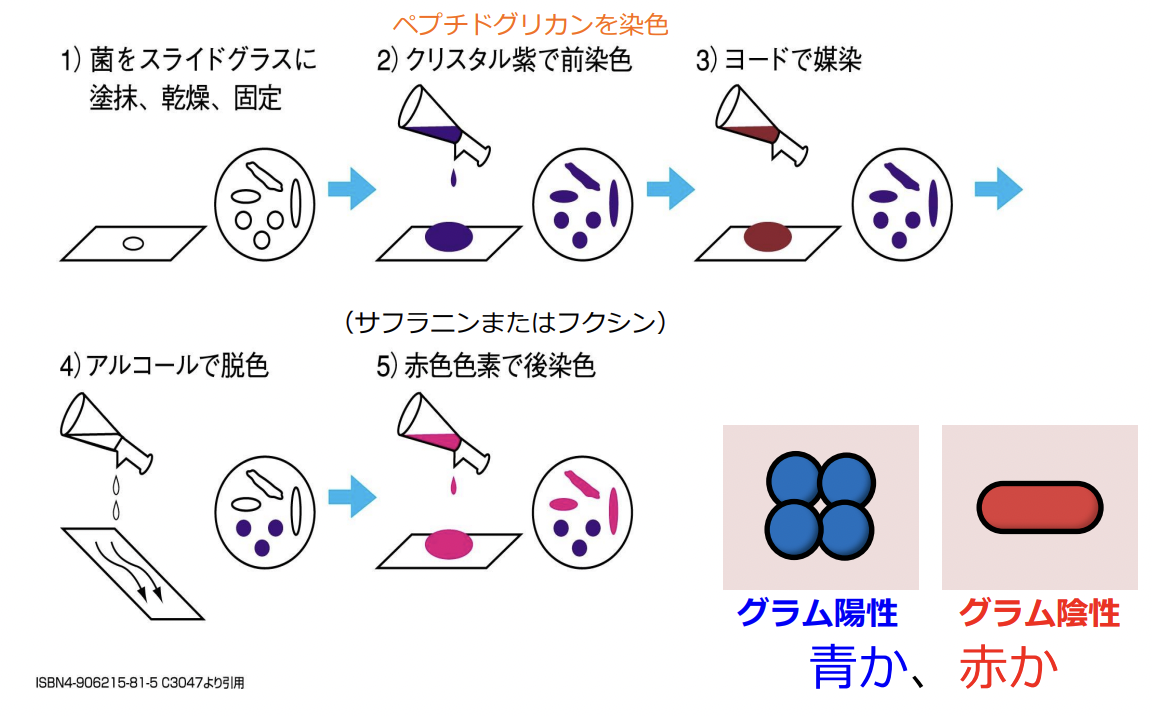 ペプチドグリカンを染色
1) 菌をスライドグラスに
塗抹、乾燥、固定
2) クリスタル紫で前染色
3) ヨードで媒染
(サフラニンまたはフクシン)
4) アルコールで脱色
5) 赤色色素で後染色
グラム陽性
グラム陰性
青か、赤か
ISBN4-906215-81-5 C3047より引用